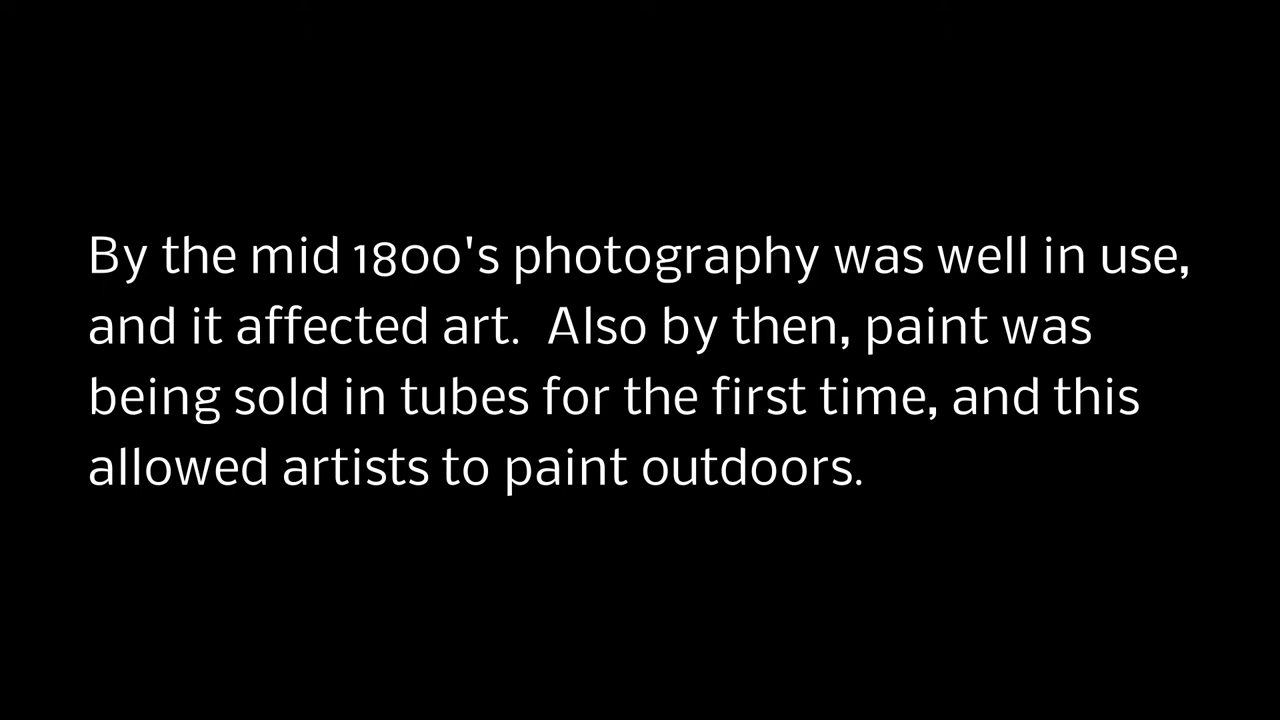 By the mid 1800's photography was well in use,
and it affected art.  Also by then, paint was
being sold in tubes for the first time, and this
allowed artists to paint outdoors.